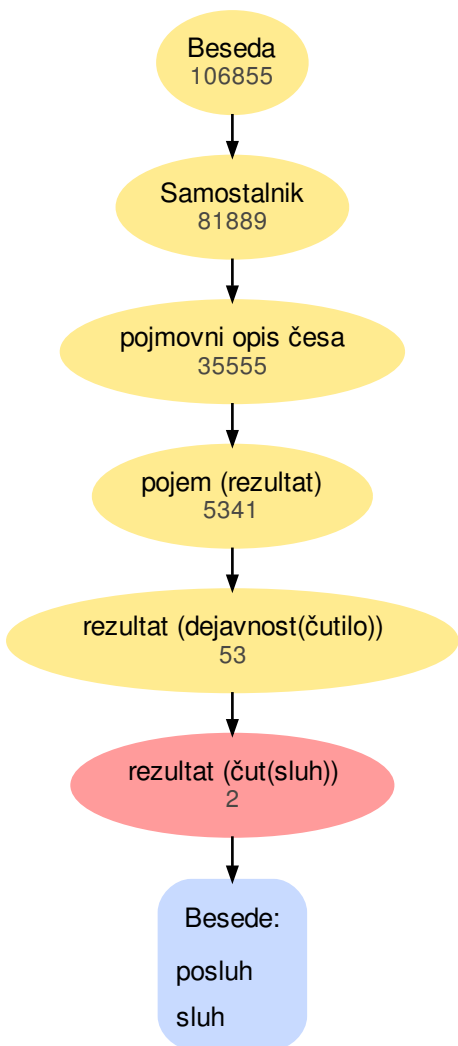 Beseda
106855
Samostalnik
81889
pojmovni opis česa
35555
pojem (rezultat)
5341
rezultat (dejavnost(čutilo))
53
rezultat (čut(sluh))
2
Besede:
posluh
sluh